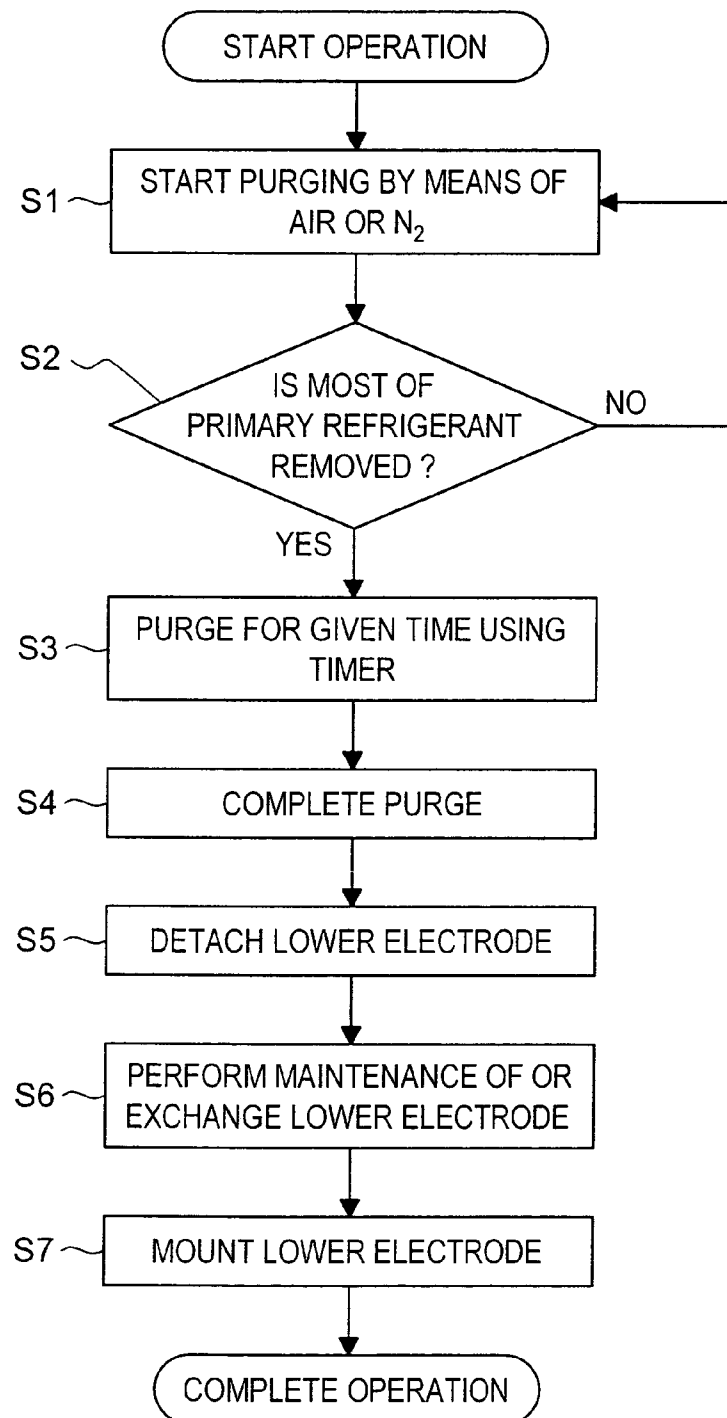 START OPERATION
S1
START PURGING BY MEANS OF
AIR OR N₂
S2
IS MOST OF
PRIMARY REFRIGERANT
REMOVED ?
NO
YES
S3
PURGE FOR GIVEN TIME USING
TIMER
S4
COMPLETE PURGE
S5
DETACH LOWER ELECTRODE
S6
PERFORM MAINTENANCE OF OR
EXCHANGE LOWER ELECTRODE
S7
MOUNT LOWER ELECTRODE
COMPLETE OPERATION